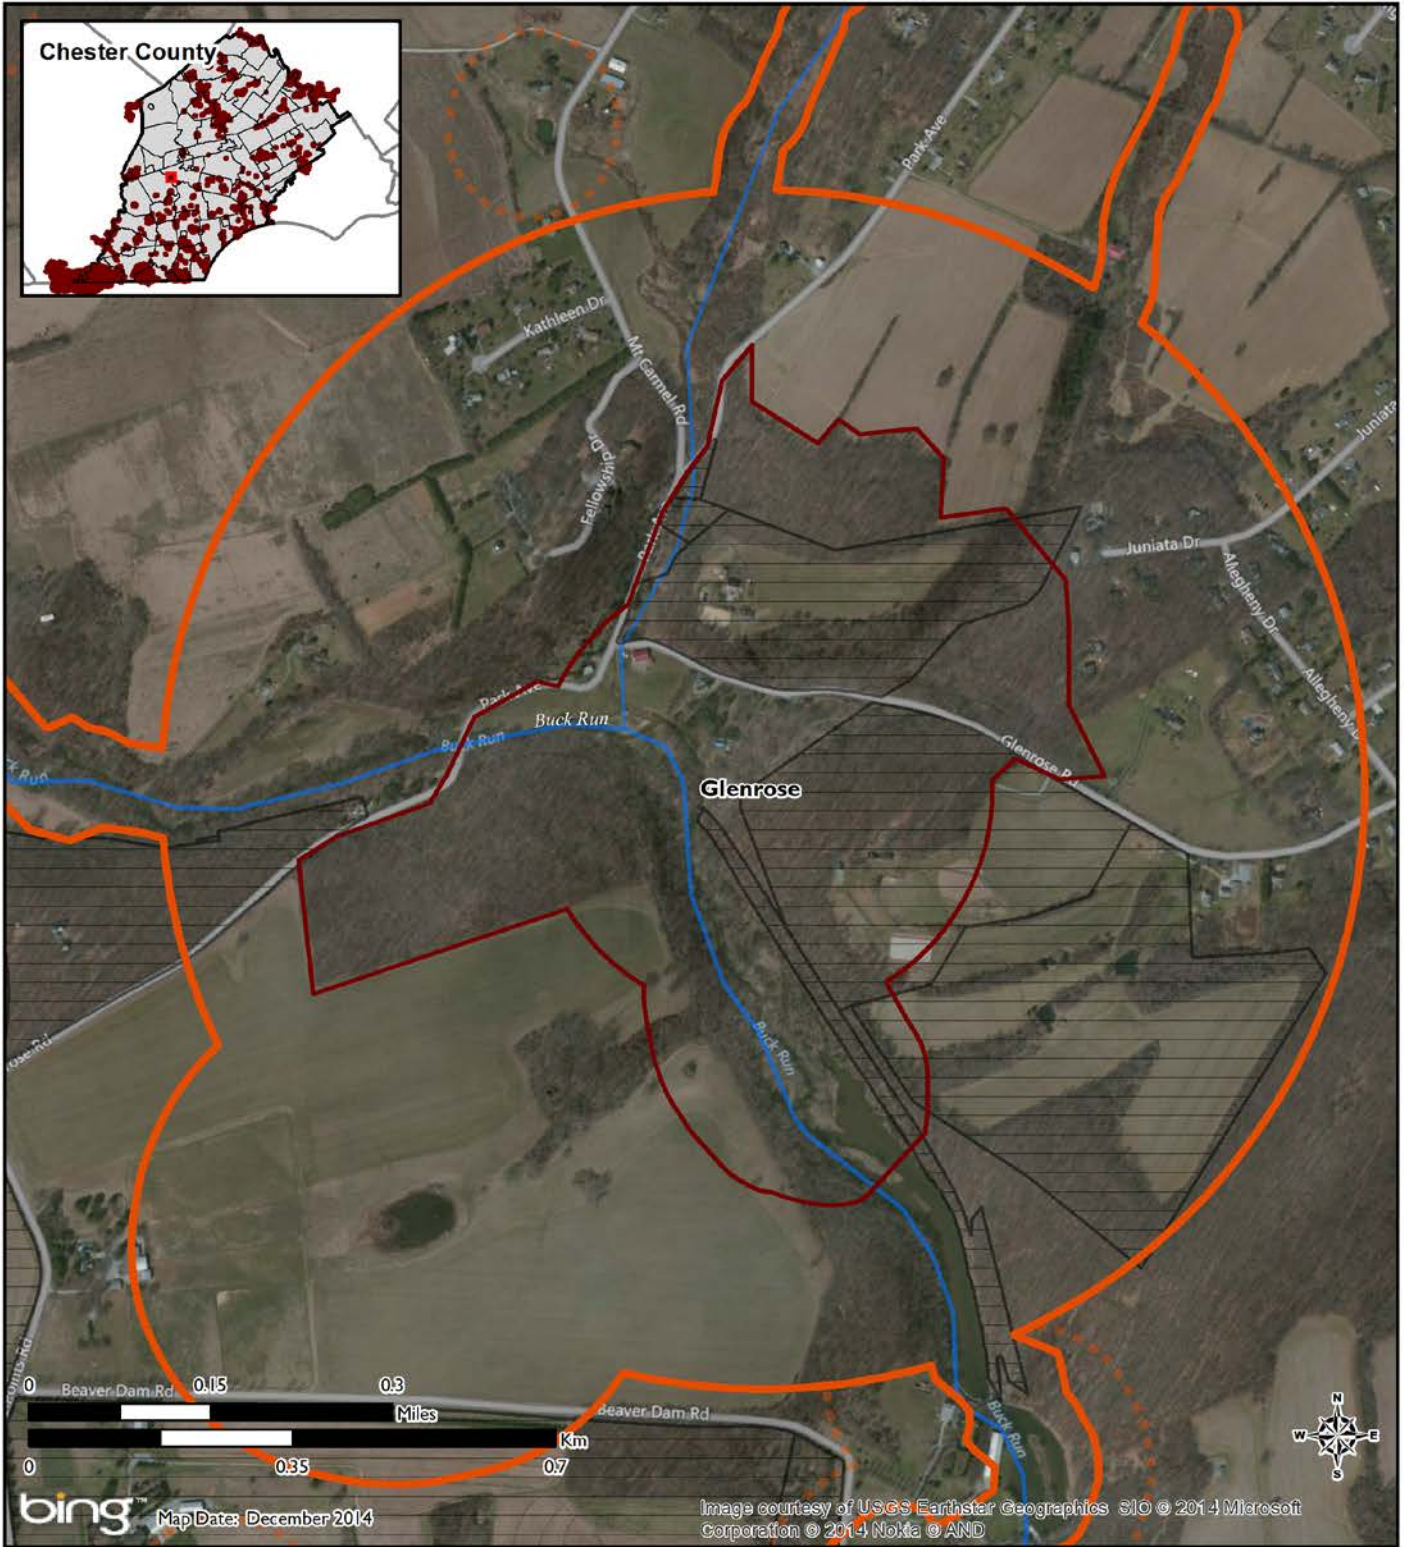 Chester County
Park Ave
Kathleen Dr
Mt Carmel Rd
Fellowship Dr
Juniata
Juniata Dr
Allegheny Dr
Allegheny D
Park Ave
Buck Run
Buck Run
Glenrose Rd
Glenrose
Buck Run
Beaver Dam Rd
Beaver Dam Rd
Buck Run
0 0.15 0.3
Miles
Km
0 0.35 0.7
N
W E
S
bing™
Map Date: December 2014
Image courtesy of USGS Earthstar Geographics SIO © 2014 Microsoft
Corporation © 2014 Nokia © AND